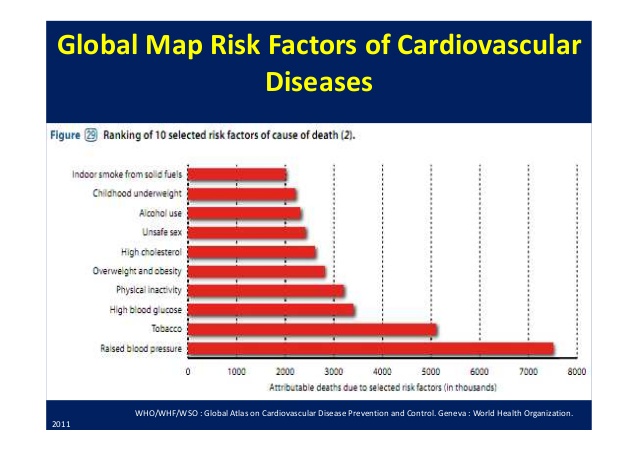 Global Map Risk Factors of Cardiovascular
Diseases
Figure 29 Ranking of 10 selected risk factors of cause of death (2).
Indoor smoke from solid fuels
Childhood underweight
Alcohol use
Unsafe sex
High cholesterol
Overweight and obesity
Physical inactivity
High blood glucose
Tobacco
Raised blood pressure
0 1000 2000 3000 4000 5000 6000 7000 8000
Attributable deaths due to selected risk factors (in thousands)
WHO/WHF/WSO : Global Atlas on Cardiovascular Disease Prevention and Control. Geneva : World Health Organization.
2011